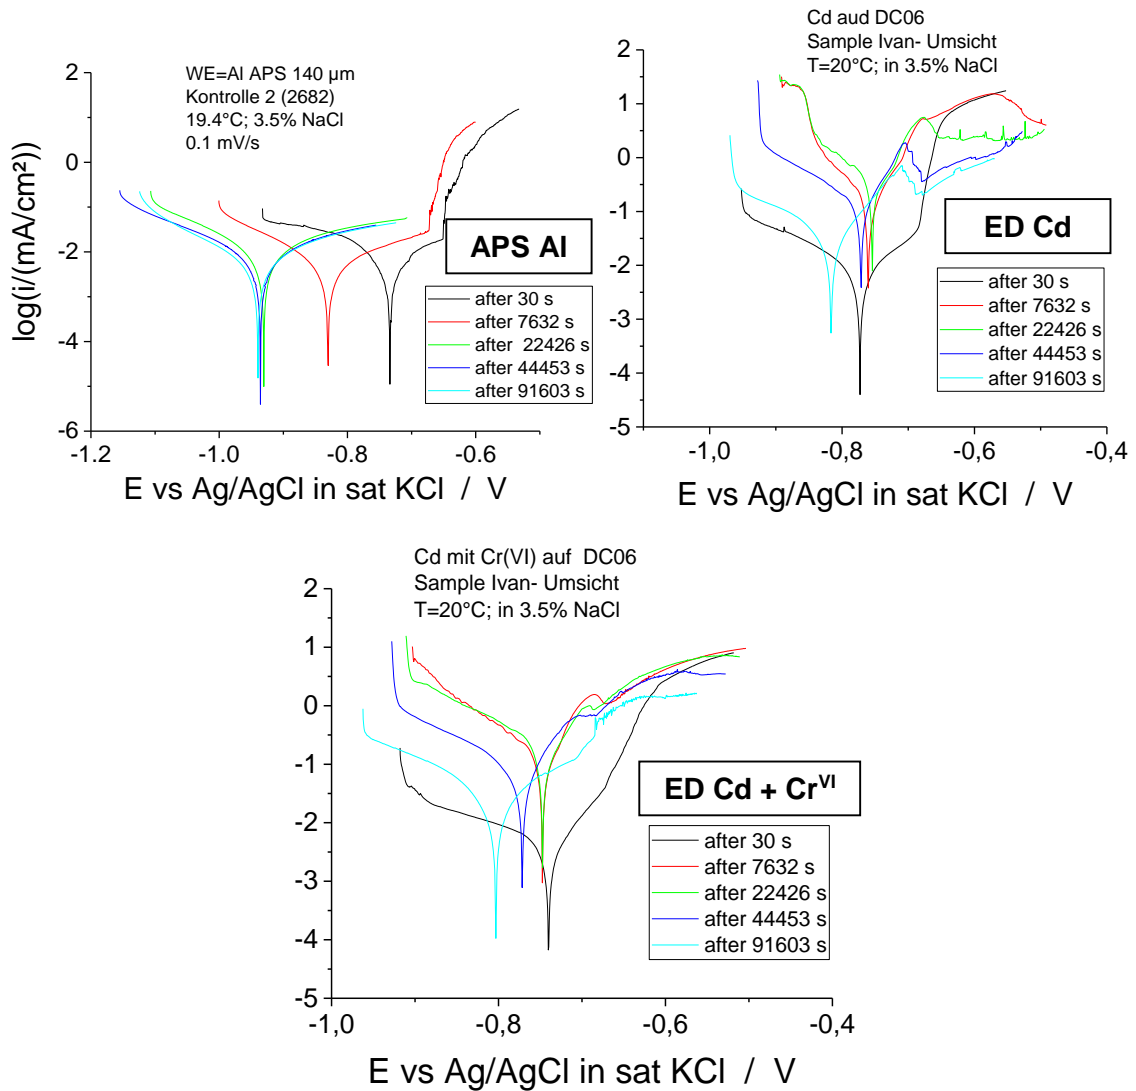 WE=Al APS 140 µm
Kontrolle 2 (2682)
19.4°C; 3.5% NaCl
0.1 mV/s
2
0
-2
-4
-6
log(i/(mA/cm²))
-1.2
-1.0
-0.8
-0.6
E vs Ag/AgCl in sat KCl / V
APS Al
after 30 s
after 7632 s
after 22426 s
after 44453 s
after 91603 s
Cd aud DC06
Sample Ivan- Umsicht
T=20°C; in 3.5% NaCl
2
1
0
-1
-2
-3
-4
-5
-1,0
-0,8
-0,6
-0,4
E vs Ag/AgCl in sat KCl / V
ED Cd
after 30 s
after 7632 s
after 22426 s
after 44453 s
after 91603 s
Cd mit Cr(VI) auf DC06
Sample Ivan- Umsicht
T=20°C; in 3.5% NaCl
2
1
0
-1
-2
-3
-4
-5
-1,0
-0,8
-0,6
-0,4
E vs Ag/AgCl in sat KCl / V
ED Cd + Cr^VI
after 30 s
after 7632 s
after 22426 s
after 44453 s
after 91603 s